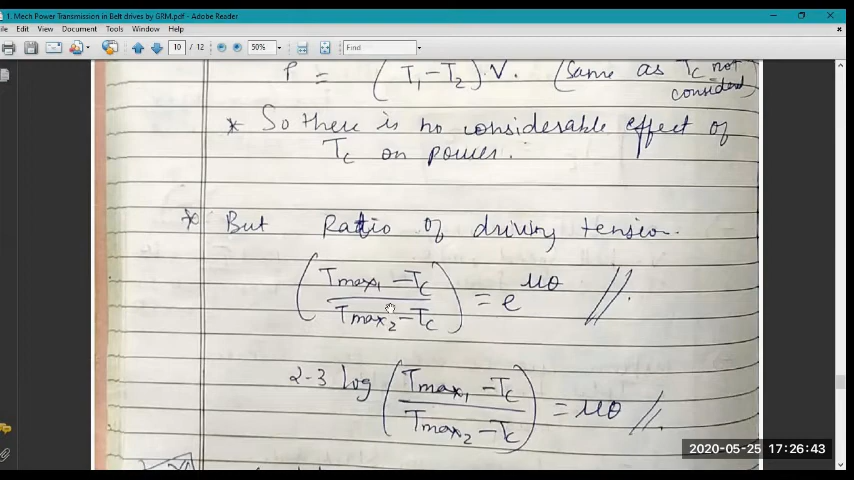 1. Mech Power Transmission in Belt drives by GRM.pdf - Adobe Reader
File Edit View Document Tools Window Help
10 / 12 50% Find
P = (T1 - T2) · V. (Same as Tc not
considered)
* So there is no considerable effect of
Tc on power.
* But Ratio of driving tension.
(Tmax1 - Tc / Tmax2 - Tc) = e^μθ //.
2-3 log (Tmax1 - Tc / Tmax2 - Tc) = μθ //
2020-05-25 17:26:43